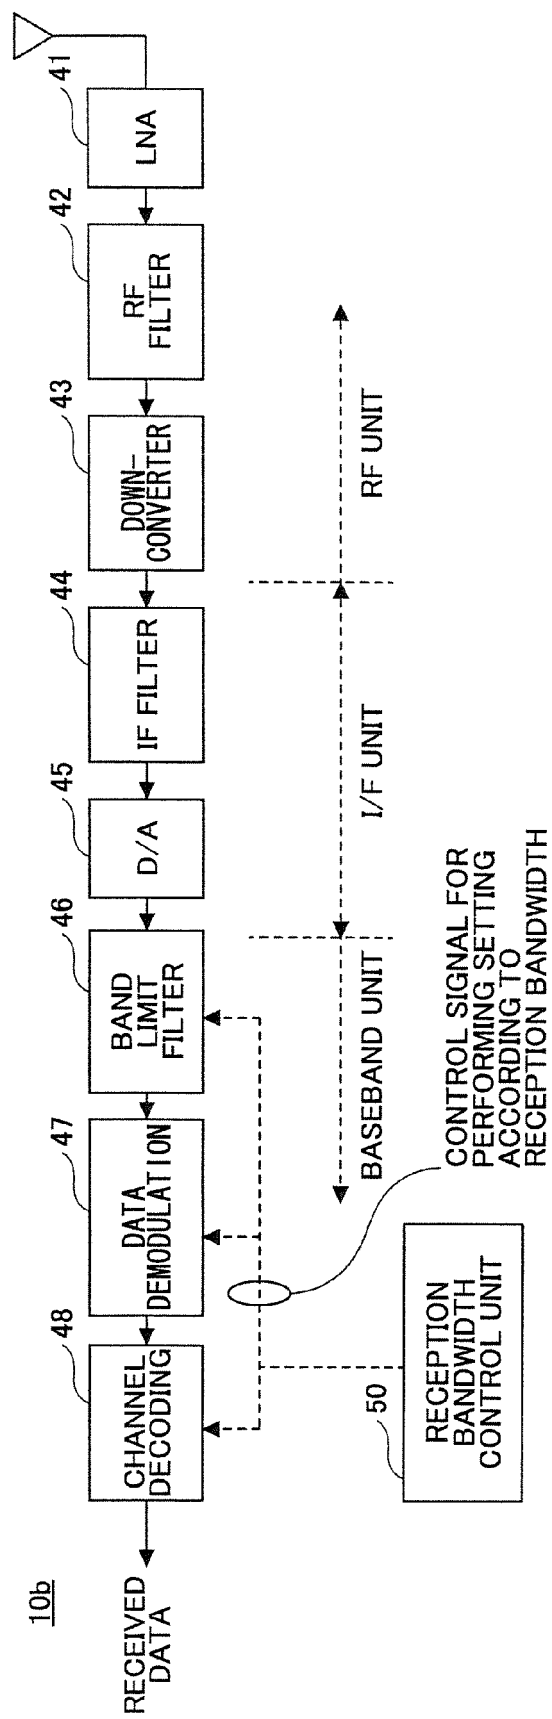 10b
RECEIVED
DATA
48
CHANNEL
DECODING
47
DATA
DEMODULATION
46
BAND
LIMIT
FILTER
45
D/A
44
IF FILTER
43
DOWN-
CONVERTER
42
RF
FILTER
41
LNA
BASEBAND UNIT
I/F UNIT
RF UNIT
50
RECEPTION
BANDWIDTH
CONTROL UNIT
CONTROL SIGNAL FOR
PERFORMING SETTING
ACCORDING TO
RECEPTION BANDWIDTH